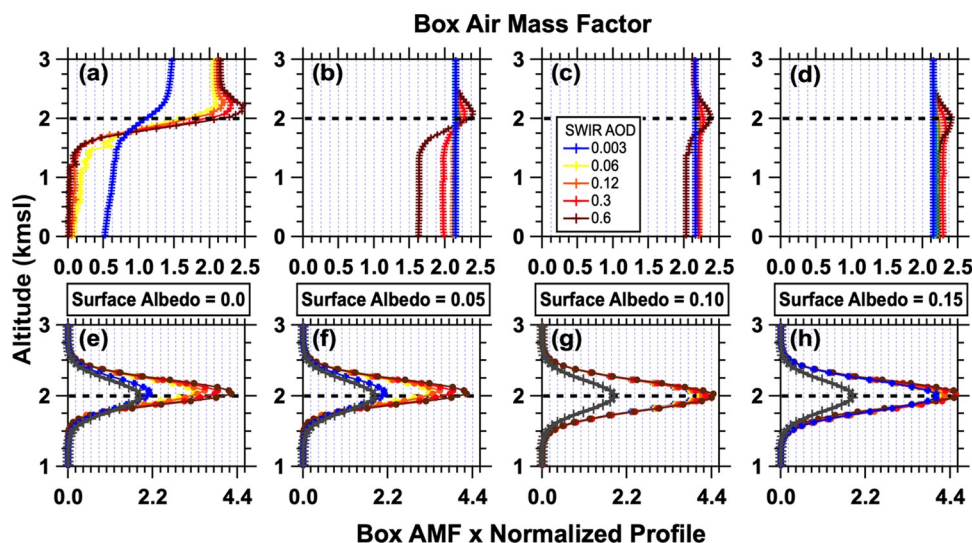 Box Air Mass Factor
(a) (b) (c) (d)
3 3 3 3
2 2 2 2
1 1 1 1
0 0 0 0
SWIR AOD
0.003
0.06
0.12
0.3
0.6
0.0 0.5 1.0 1.5 2.0 2.5 0.0 0.5 1.0 1.5 2.0 2.5 0.0 0.5 1.0 1.5 2.0 2.5 0.0 0.5 1.0 1.5 2.0 2.5
Altitude (kmsl)
Surface Albedo = 0.0 Surface Albedo = 0.05 Surface Albedo = 0.10 Surface Albedo = 0.15
(e) (f) (g) (h)
3 3 3 3
2 2 2 2
1 1 1 1
0.0 2.2 4.4 0.0 2.2 4.4 0.0 2.2 4.4 0.0 2.2 4.4
Box AMF x Normalized Profile